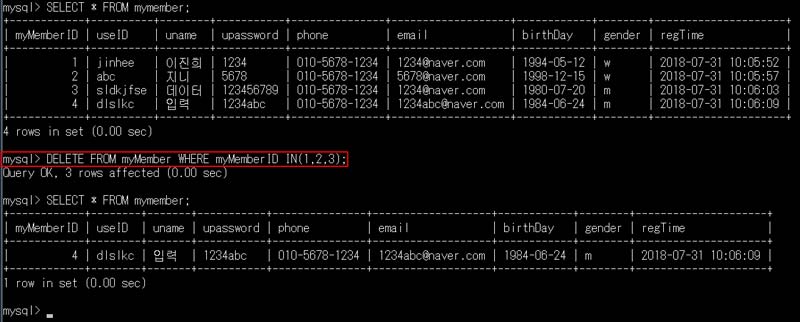 mysql> SELECT * FROM mymember;
| myMemberID | useID | uname | upassword | phone | email | birthDay | gender | regTime |
| 1 | jinhee | 이진희 | 1234 | 010-5678-1234 | 1234@naver.com | 1994-05-12 | w | 2018-07-31 10:05:52 |
| 2 | abc | 지니 | 5678 | 010-5678-1234 | 5678@naver.com | 1998-12-15 | w | 2018-07-31 10:05:57 |
| 3 | sldkjfse | 데이터 | 123456789 | 010-5678-1234 | 123456789@naver.com | 1980-07-20 | m | 2018-07-31 10:06:03 |
| 4 | dlslkc | 입력 | 1234abc | 010-5678-1234 | 1234abc@naver.com | 1984-06-24 | m | 2018-07-31 10:06:09 |
4 rows in set (0.00 sec)
mysql> DELETE FROM myMember WHERE myMemberID IN(1,2,3);
Query OK, 3 rows affected (0.00 sec)
mysql> SELECT * FROM mymember;
| myMemberID | useID | uname | upassword | phone | email | birthDay | gender | regTime |
| 4 | dlslkc | 입력 | 1234abc | 010-5678-1234 | 1234abc@naver.com | 1984-06-24 | m | 2018-07-31 10:06:09 |
1 row in set (0.00 sec)
mysql> _